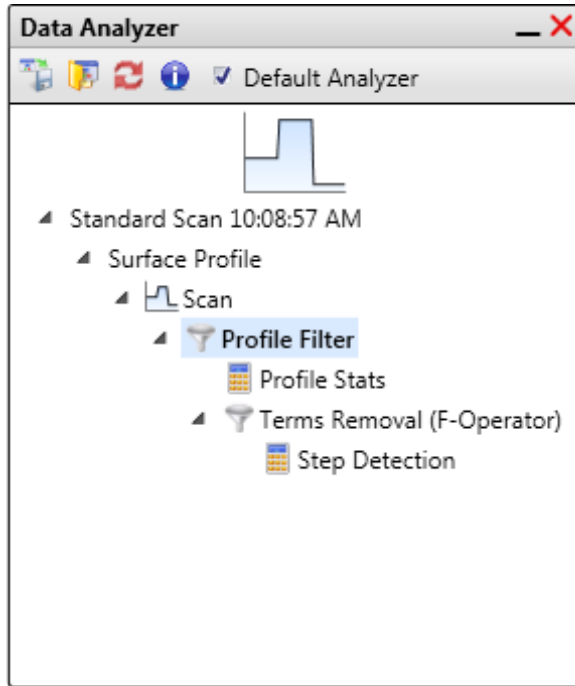 Data Analyzer
Default Analyzer
Standard Scan 10:08:57 AM
Surface Profile
Scan
Profile Filter
Profile Stats
Terms Removal (F-Operator)
Step Detection